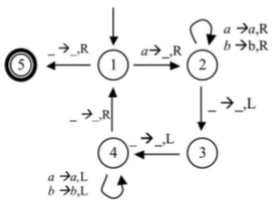 _ →_,R
a→_,R
a →a,R
b →b,R
5
1
2
_ →_,R
_ →_,L
_ →_,L
4
3
a →a,L
b →b,L